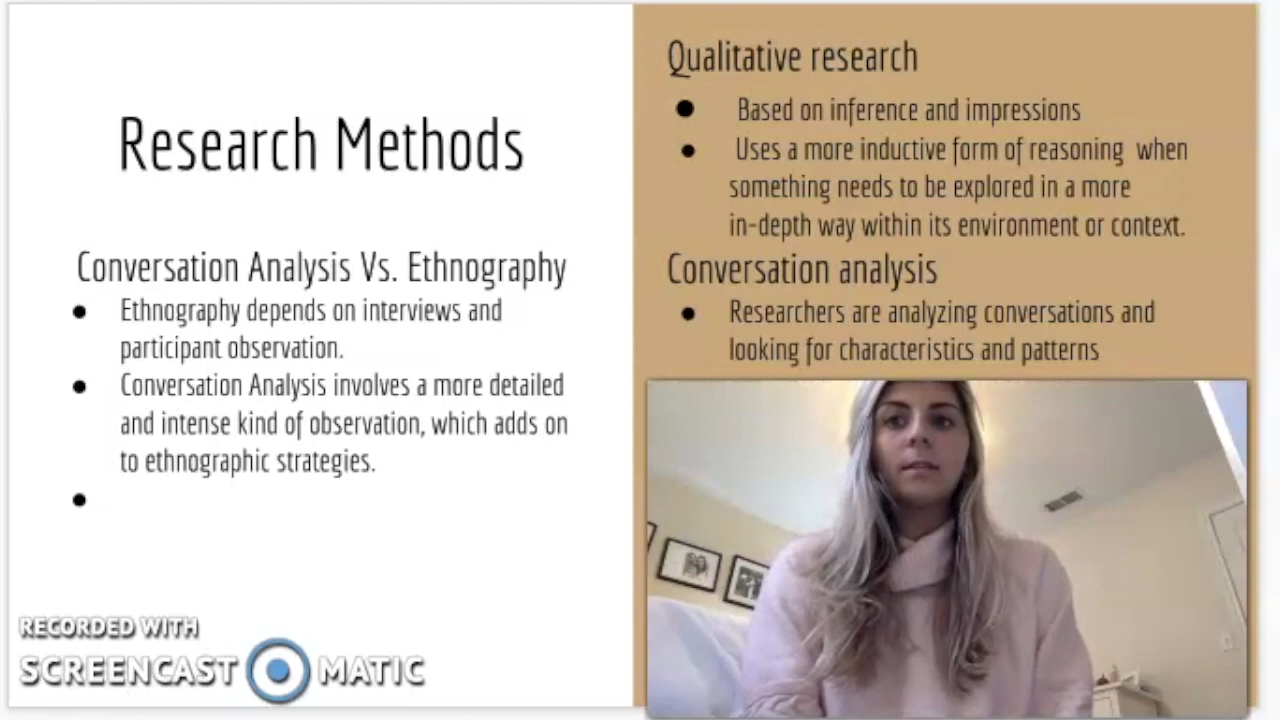 Research Methods
Conversation Analysis Vs. Ethnography
● Ethnography depends on interviews and
participant observation.
● Conversation Analysis involves a more detailed
and intense kind of observation, which adds on
to ethnographic strategies.
●
Qualitative research
● Based on inference and impressions
● Uses a more inductive form of reasoning when
something needs to be explored in a more
in-depth way within its environment or context.
Conversation analysis
● Researchers are analyzing conversations and
looking for characteristics and patterns
RECORDED WITH
SCREENCAST MATIC